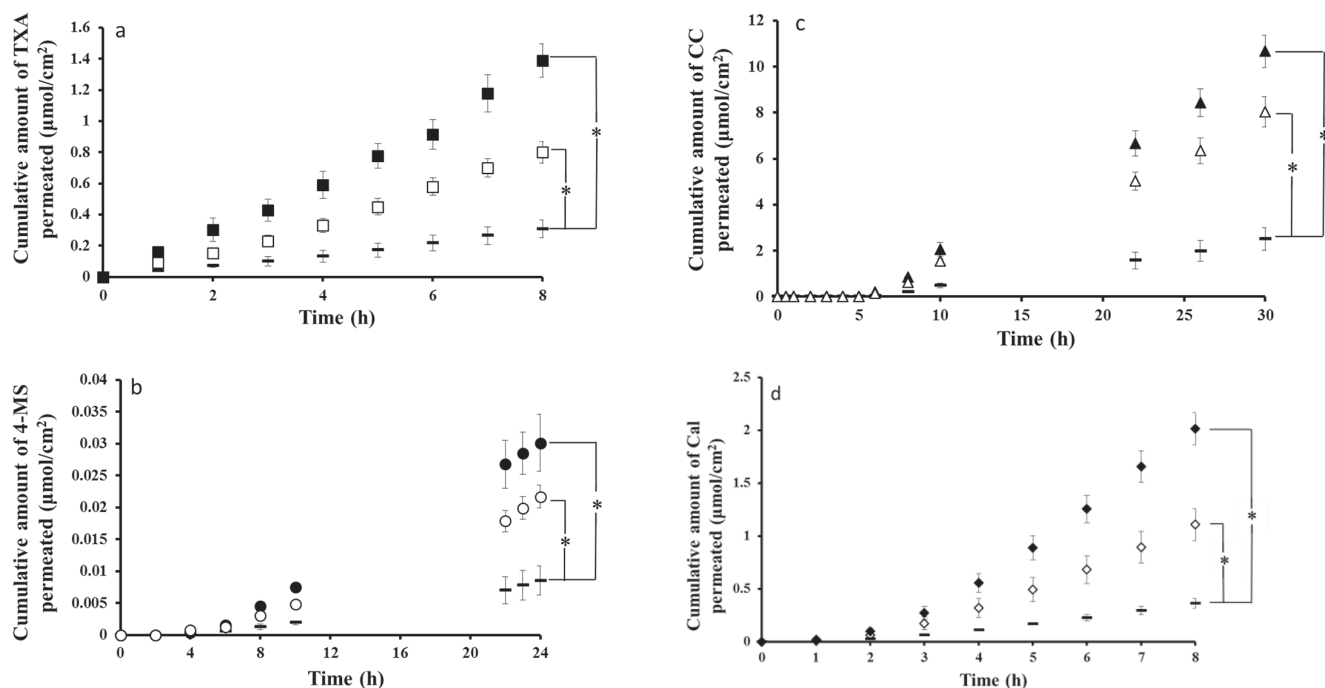 a
Cumulative amount of TXA
permeated (µmol/cm²)
1.6
1.4
1.2
1
0.8
0.6
0.4
0.2
0
0 2 4 6 8
Time (h)
*
*
c
Cumulative amount of CC
permeated (µmol/cm²)
12
10
8
6
4
2
0
0 5 10 15 20 25 30
Time (h)
*
*
b
Cumulative amount of 4-MS
permeated (µmol/cm²)
0.04
0.035
0.03
0.025
0.02
0.015
0.01
0.005
0
0 4 8 12 16 20 24
Time (h)
*
*
d
Cumulative amount of Cal
permeated (µmol/cm²)
2.5
2
1.5
1
0.5
0
0 1 2 3 4 5 6 7 8
Time (h)
*
*